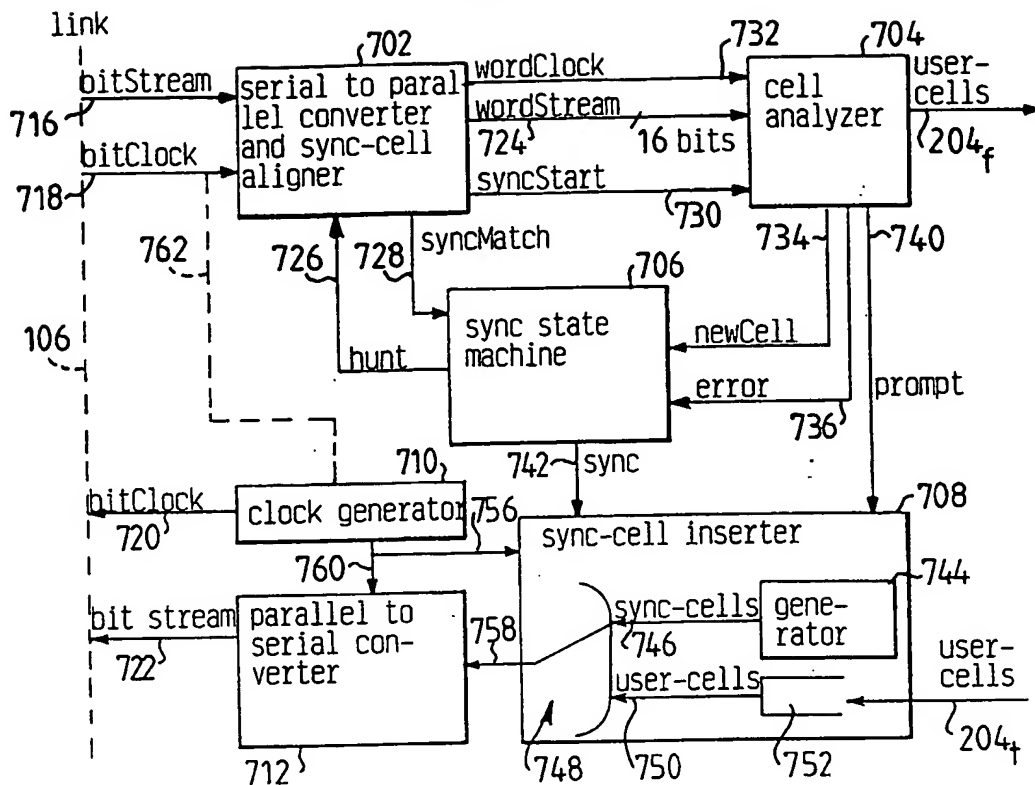 link
702
704
bitStream
716
serial to paral
lel converter
and sync-cell
aligner
wordClock
732
wordStream
724
16 bits
syncStart
730
cell
analyzer
user-
cells
204f
bitClock
718
762
726
728
syncMatch
734
740
706
sync state
machine
hunt
newCell
error
736
prompt
106
742
sync
710
bitClock
720
clock generator
756
760
708
sync-cell inserter
744
bit stream
722
parallel to
serial con-
verter
712
758
sync-cells
746
gene-
rator
user-cells
748
750
752
user-
cells
204t